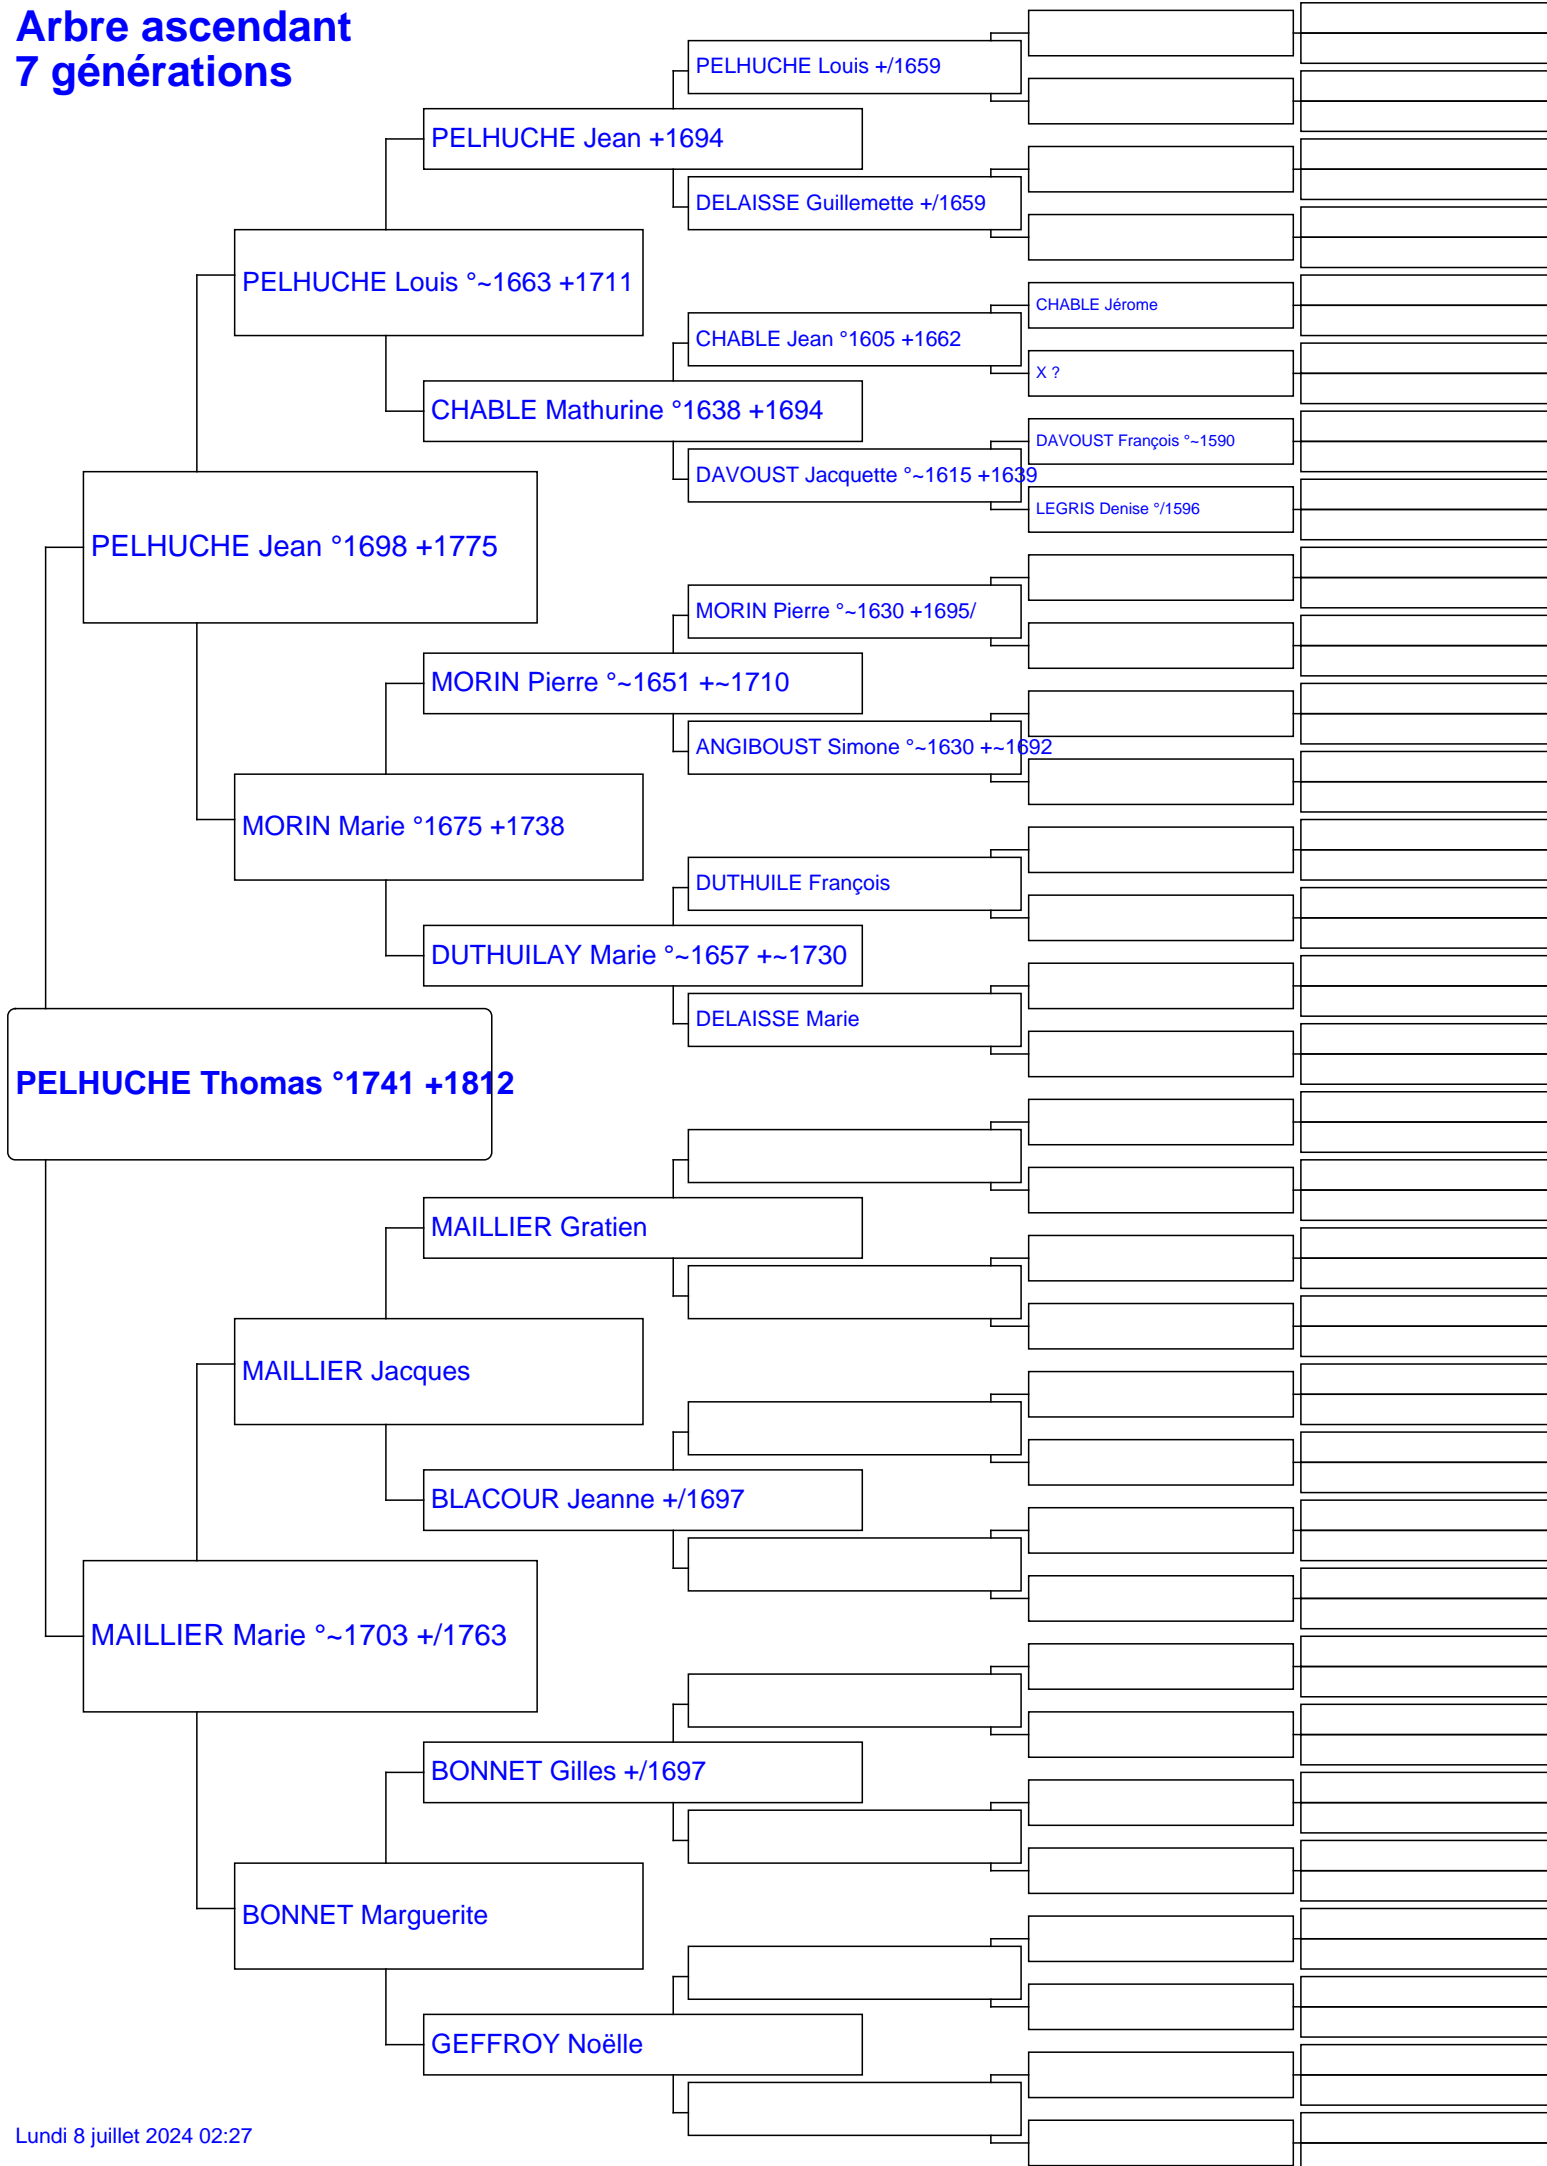 Arbre ascendant
7 générations
PELHUCHE Louis +/1659
PELHUCHE Jean +1694
DELAISSE Guillemette +/1659
PELHUCHE Louis °~1663 +1711
CHABLE Jérome
CHABLE Jean °1605 +1662
X ?
CHABLE Mathurine °1638 +1694
DAVOUST François °~1590
DAVOUST Jacquette °~1615 +1639
LEGRIS Denise °/1596
PELHUCHE Jean °1698 +1775
MORIN Pierre °~1630 +1695/
MORIN Pierre °~1651 +~1710
ANGIBOUST Simone °~1630 +~1692
MORIN Marie °1675 +1738
DUTHUILE François
DUTHUILAY Marie °~1657 +~1730
DELAISSE Marie
PELHUCHE Thomas °1741 +1812
MAILLIER Gratien
MAILLIER Jacques
BLACOUR Jeanne +/1697
MAILLIER Marie °~1703 +/1763
BONNET Gilles +/1697
BONNET Marguerite
GEFFROY Noëlle
Lundi 8 juillet 2024 02:27